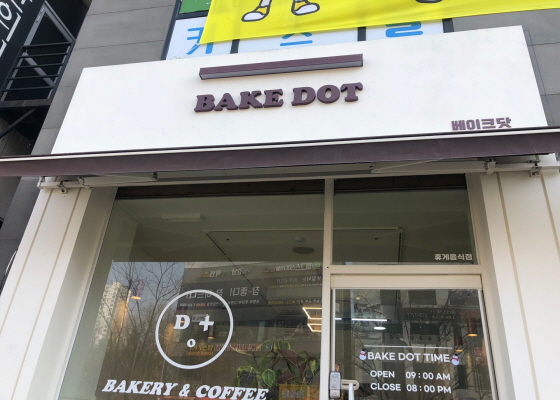 BAKE DOT
베이크닷
휴게음식점
D t
o
BAKERY & COFFEE
BAKE DOT TIME
OPEN 09:00 AM
CLOSE 08:00 PM